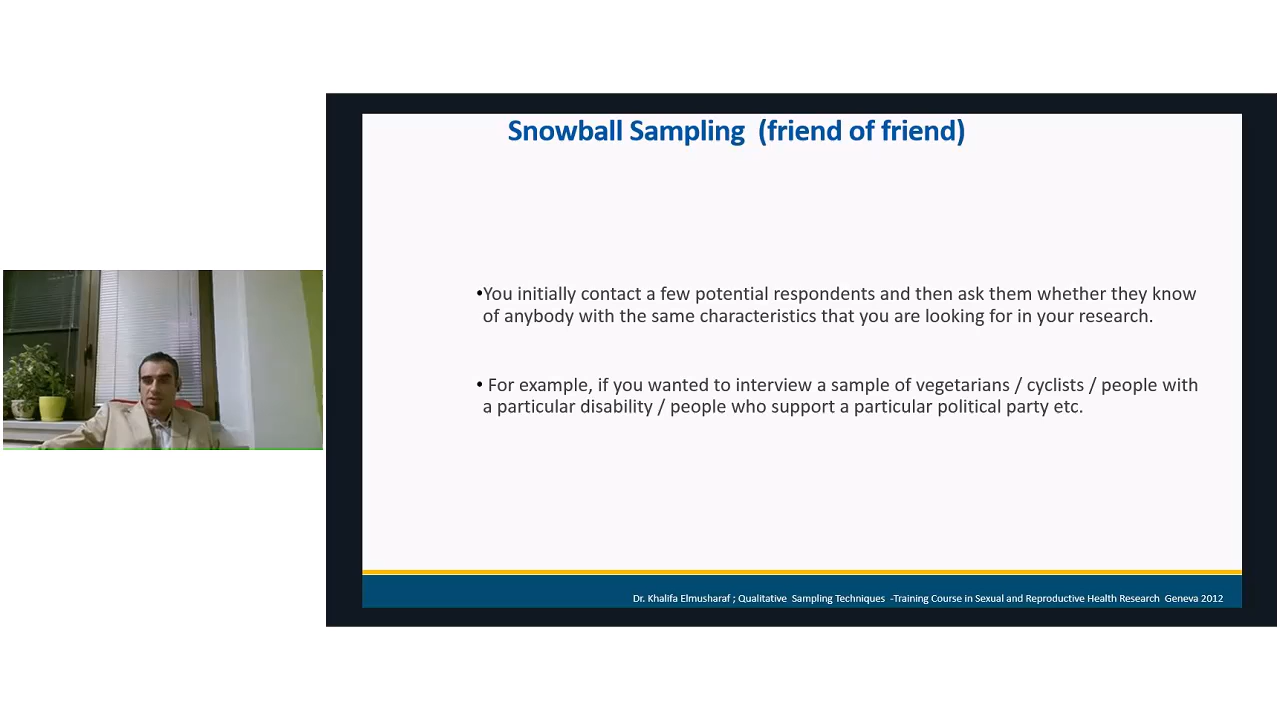 Snowball Sampling (friend of friend)
•You initially contact a few potential respondents and then ask them whether they know
of anybody with the same characteristics that you are looking for in your research.
• For example, if you wanted to interview a sample of vegetarians / cyclists / people with
a particular disability / people who support a particular political party etc.
Dr. Khalifa Elmusharaf ; Qualitative Sampling Techniques -Training Course in Sexual and Reproductive Health Research Geneva 2012